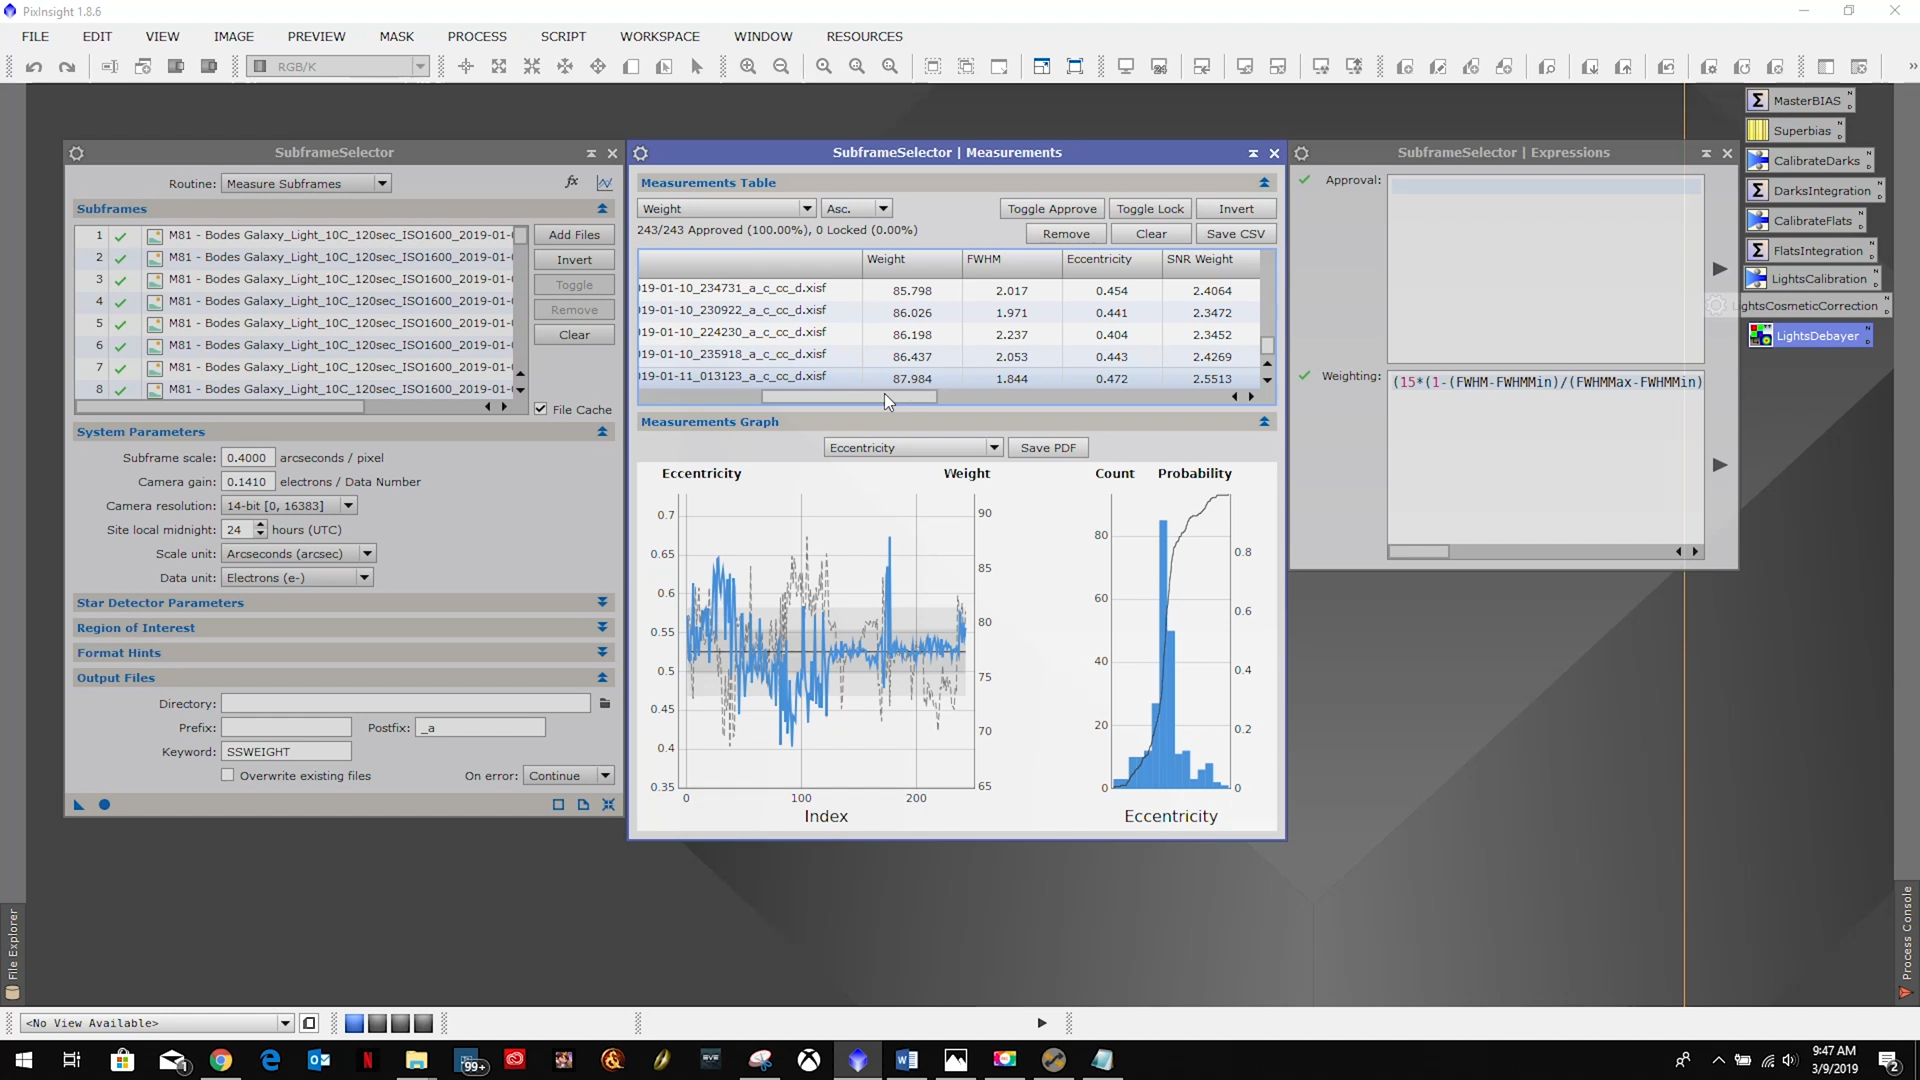 PixInsight 1.8.6
FILE EDIT VIEW IMAGE PREVIEW MASK PROCESS SCRIPT WORKSPACE WINDOW RESOURCES
RGB/K
MasterBIAS
Superbias
CalibrateDarks
DarksIntegration
CalibrateFlats
FlatsIntegration
LightsCalibration
LightsCosmeticCorrection
LightsDebayer
SubframeSelector
Routine: Measure Subframes
Subframes
1 M81 - Bodes Galaxy_Light_10C_120sec_ISO1600_2019-01-
2 M81 - Bodes Galaxy_Light_10C_120sec_ISO1600_2019-01-
3 M81 - Bodes Galaxy_Light_10C_120sec_ISO1600_2019-01-
4 M81 - Bodes Galaxy_Light_10C_120sec_ISO1600_2019-01-
5 M81 - Bodes Galaxy_Light_10C_120sec_ISO1600_2019-01-
6 M81 - Bodes Galaxy_Light_10C_120sec_ISO1600_2019-01-
7 M81 - Bodes Galaxy_Light_10C_120sec_ISO1600_2019-01-
8 M81 - Bodes Galaxy_Light_10C_120sec_ISO1600_2019-01-
Add Files
Invert
Toggle
Remove
Clear
File Cache
System Parameters
Subframe scale: 0.4000 arcseconds / pixel
Camera gain: 0.1410 electrons / Data Number
Camera resolution: 14-bit [0, 16383]
Site local midnight: 24 hours (UTC)
Scale unit: Arcseconds (arcsec)
Data unit: Electrons (e-)
Star Detector Parameters
Region of Interest
Format Hints
Output Files
Directory:
Prefix: Postfix: _a
Keyword: SSWEIGHT
Overwrite existing files On error: Continue
SubframeSelector | Measurements
Measurements Table
Weight Asc. Toggle Approve Toggle Lock Invert
243/243 Approved (100.00%), 0 Locked (0.00%) Remove Clear Save CSV
Weight FWHM Eccentricity SNR Weight
19-01-10_234731_a_c_cc_d.xisf 85.798 2.017 0.454 2.4064
19-01-10_230922_a_c_cc_d.xisf 86.026 1.971 0.441 2.3472
19-01-10_224230_a_c_cc_d.xisf 86.198 2.237 0.404 2.3452
19-01-10_235918_a_c_cc_d.xisf 86.437 2.053 0.443 2.4269
19-01-11_013123_a_c_cc_d.xisf 87.984 1.844 0.472 2.5513
Measurements Graph
Eccentricity Save PDF
Eccentricity Weight Count Probability
0.7
0.65
0.6
0.55
0.5
0.45
0.4
0.35
90
85
80
75
70
65
0 100 200
Index
80
60
40
20
0
0.8
0.6
0.4
0.2
0
Eccentricity
SubframeSelector | Expressions
Approval:
Weighting: (15*(1-(FWHM-FWHMMin)/(FWHMMax-FWHMMin)
File Explorer
Process Console
<No View Available>
1
99+
EVE
9:47 AM
3/9/2019
2